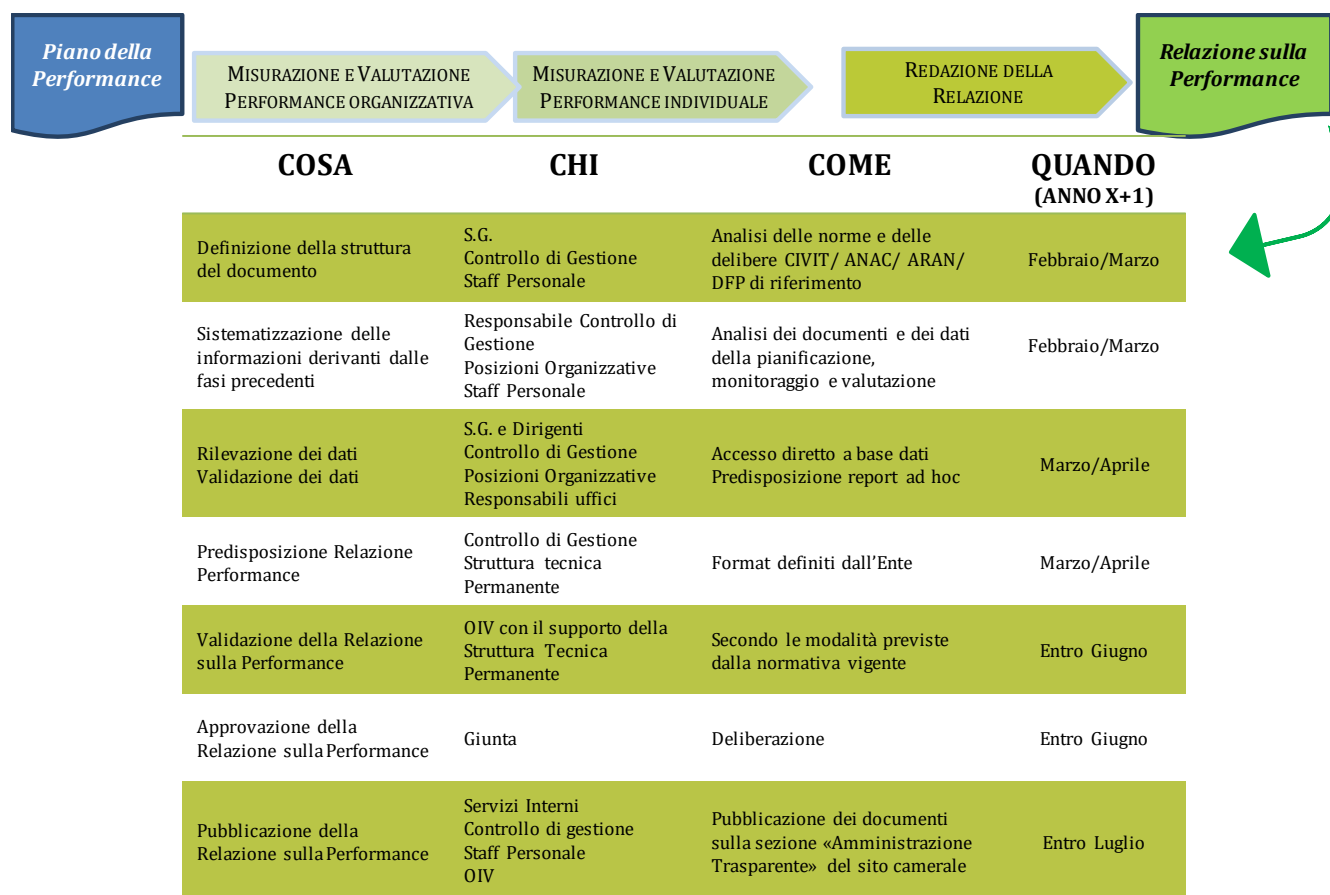 Piano della
Performance
MISURAZIONE E VALUTAZIONE
PERFORMANCE ORGANIZZATIVA
MISURAZIONE E VALUTAZIONE
PERFORMANCE INDIVIDUALE
REDAZIONE DELLA
RELAZIONE
Relazione sulla
Performance
COSA
CHI
COME
QUANDO
(ANNO X+1)
Definizione della struttura
del documento
S.G.
Controllo di Gestione
Staff Personale
Analisi delle norme e delle
delibere CIVIT/ ANAC/ ARAN/
DFP di riferimento
Febbraio/Marzo
Sistematizzazione delle
informazioni derivanti dalle
fasi precedenti
Responsabile Controllo di
Gestione
Posizioni Organizzative
Staff Personale
Analisi dei documenti e dei dati
della pianificazione,
monitoraggio e valutazione
Febbraio/Marzo
Rilevazione dei dati
Validazione dei dati
S.G. e Dirigenti
Controllo di Gestione
Posizioni Organizzative
Responsabili uffici
Accesso diretto a base dati
Predisposizione report ad hoc
Marzo/Aprile
Predisposizione Relazione
Performance
Controllo di Gestione
Struttura tecnica
Permanente
Format definiti dall'Ente
Marzo/Aprile
Validazione della Relazione
sulla Performance
OIV con il supporto della
Struttura Tecnica
Permanente
Secondo le modalità previste
dalla normativa vigente
Entro Giugno
Approvazione della
Relazione sulla Performance
Giunta
Deliberazione
Entro Giugno
Pubblicazione della
Relazione sulla Performance
Servizi Interni
Controllo di gestione
Staff Personale
OIV
Pubblicazione dei documenti
sulla sezione «Amministrazione
Trasparente» del sito camerale
Entro Luglio